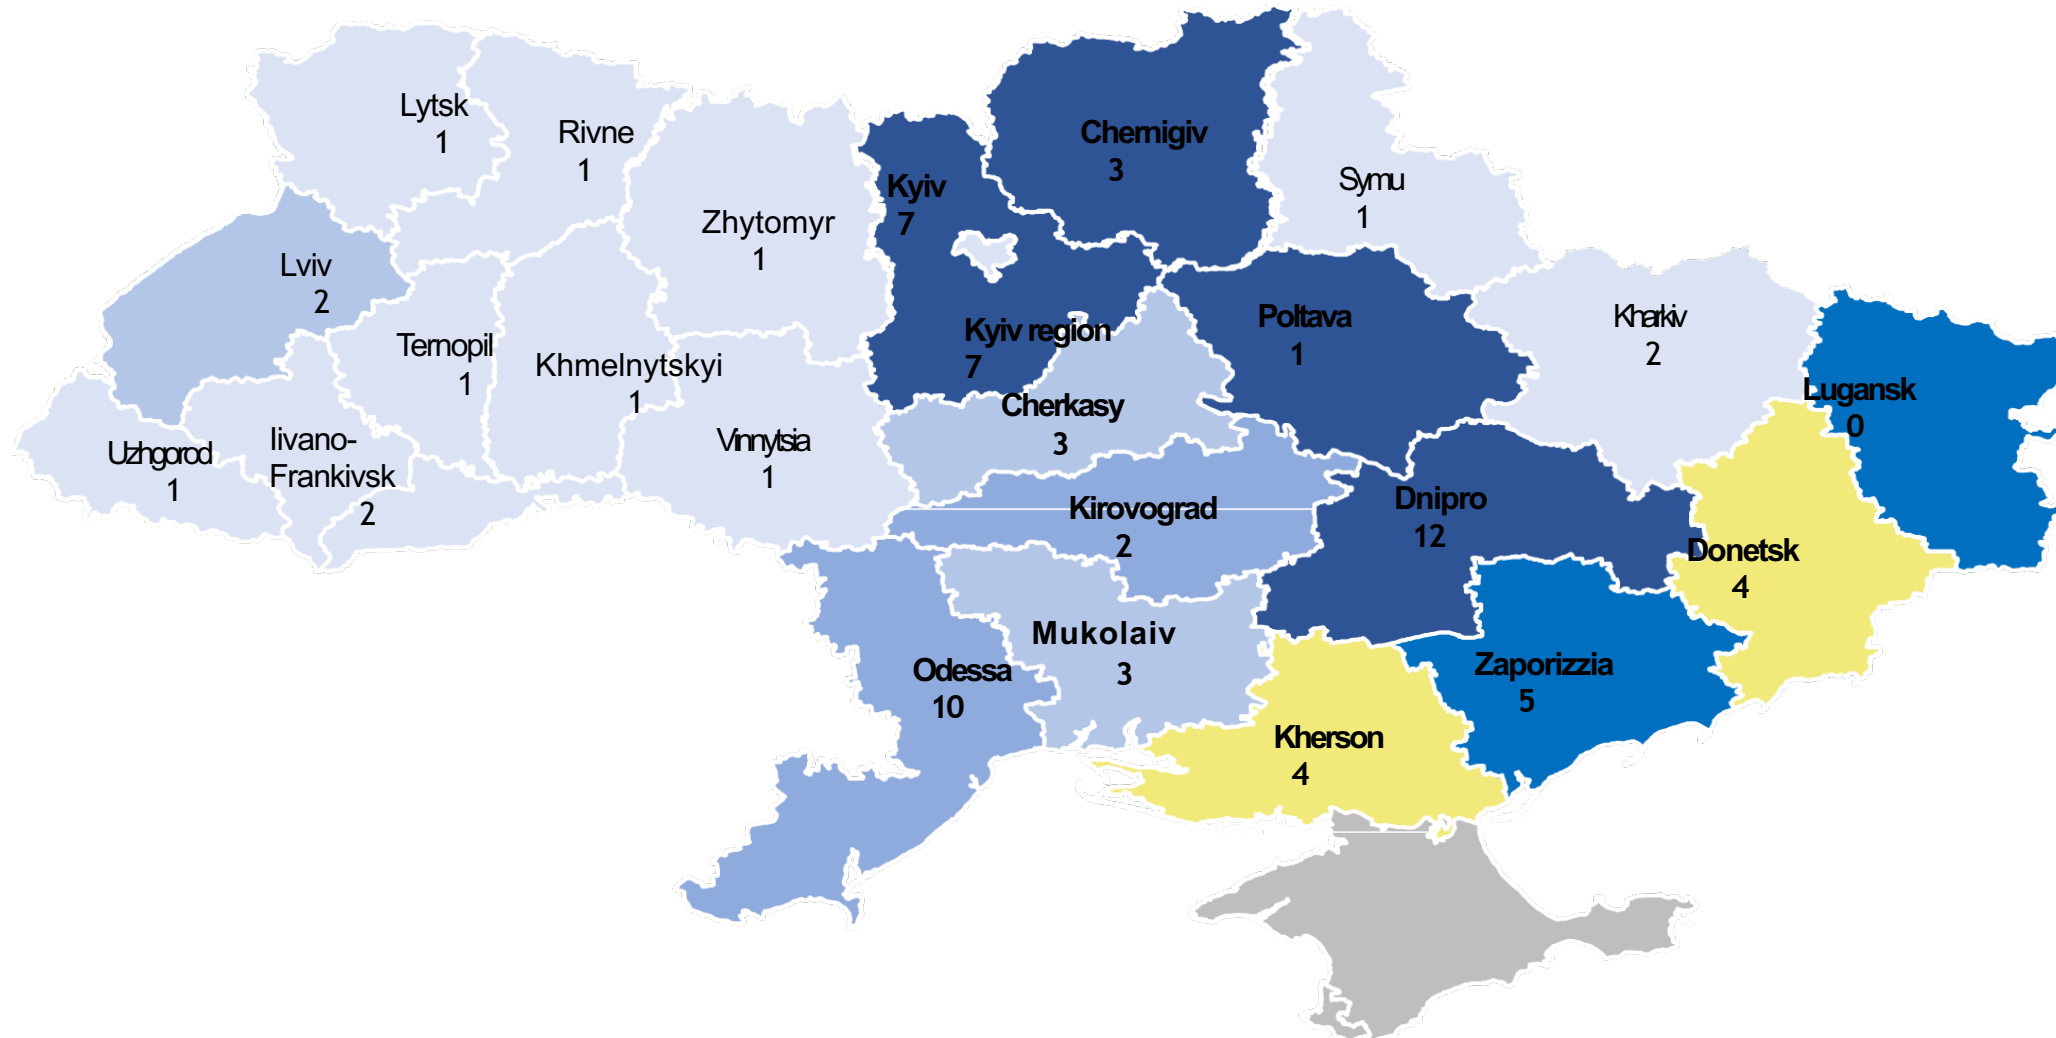 Lytsk
1
Rivne
1
Zhytomyr
1
Kyiv
7
Chernigiv
3
Symu
1
Lviv
2
Ternopil
1
Khmelnytskyi
1
Kyiv region
7
Poltava
1
Kharkiv
2
Lugansk
0
Uzhgorod
1
Iivano-
Frankivsk
2
Vinnytsia
1
Cherkasy
3
Kirovograd
2
Dnipro
12
Donetsk
4
Odessa
10
Mukolaiv
3
Zaporizzia
5
Kherson
4